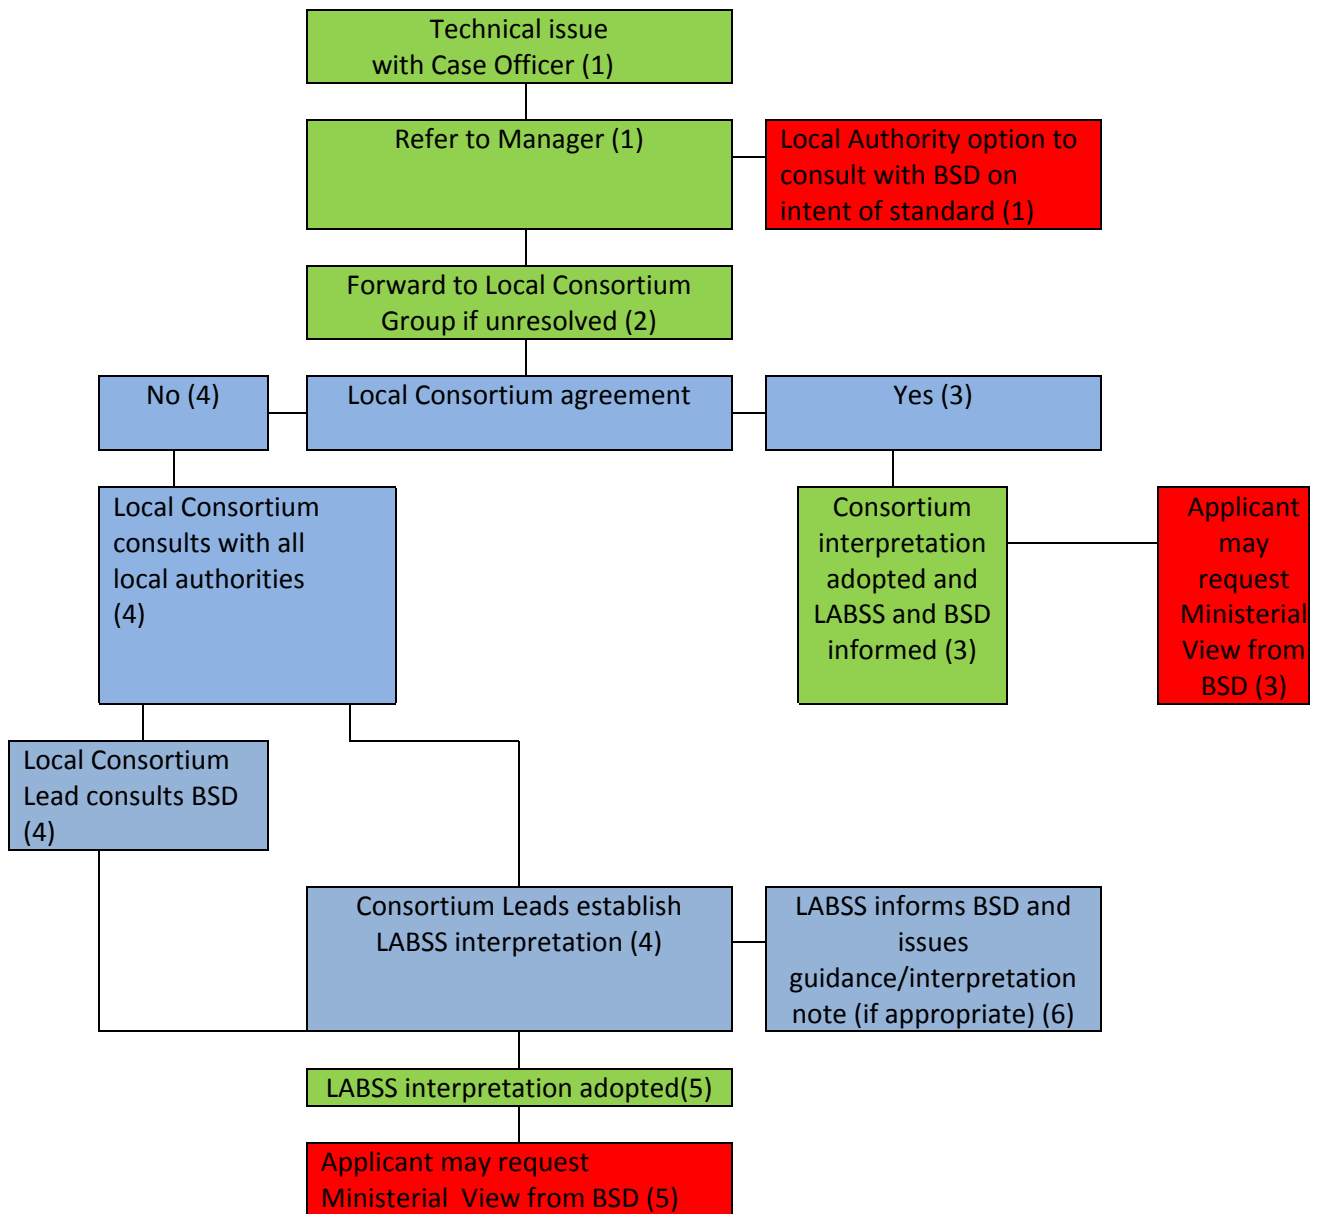 Technical issue
with Case Officer (1)
Refer to Manager (1)
Local Authority option to
consult with BSD on
intent of standard (1)
Forward to Local Consortium
Group if unresolved (2)
No (4)
Local Consortium agreement
Yes (3)
Local Consortium
consults with all
local authorities
(4)
Consortium
interpretation
adopted and
LABSS and BSD
informed (3)
Applicant
may
request
Ministerial
View from
BSD (3)
Local Consortium
Lead consults BSD
(4)
Consortium Leads establish
LABSS interpretation (4)
LABSS informs BSD and
issues
guidance/interpretation
note (if appropriate) (6)
LABSS interpretation adopted(5)
Applicant may request
Ministerial View from BSD (5)